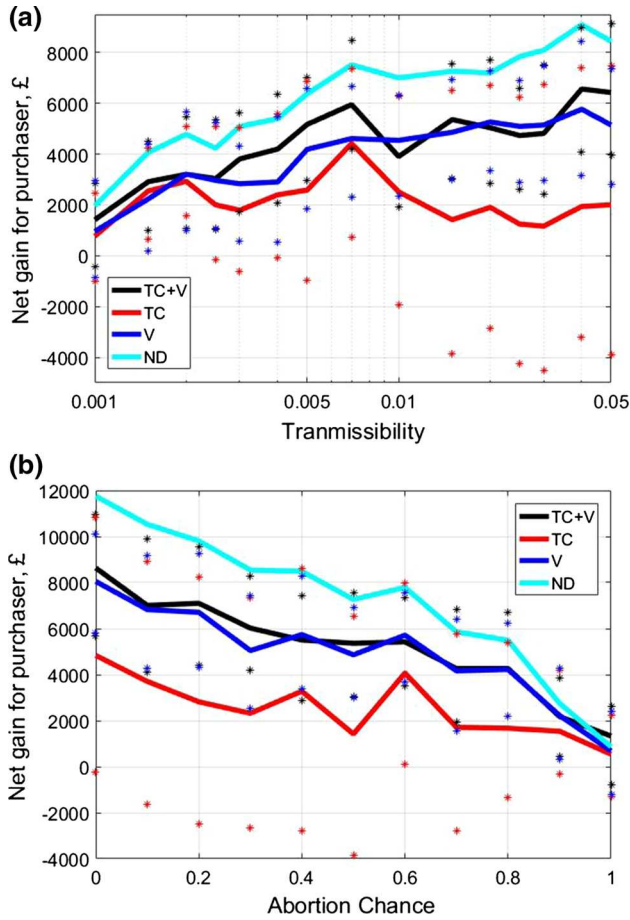 (a)
Net gain for purchaser, £
8000
6000
4000
2000
0
-2000
-4000
TC+V
TC
V
ND
0.001
0.005
0.01
0.05
Tranmissibility
(b)
Net gain for purchaser, £
12000
10000
8000
6000
4000
2000
0
-2000
-4000
TC+V
TC
V
ND
0
0.2
0.4
0.6
0.8
1
Abortion Chance